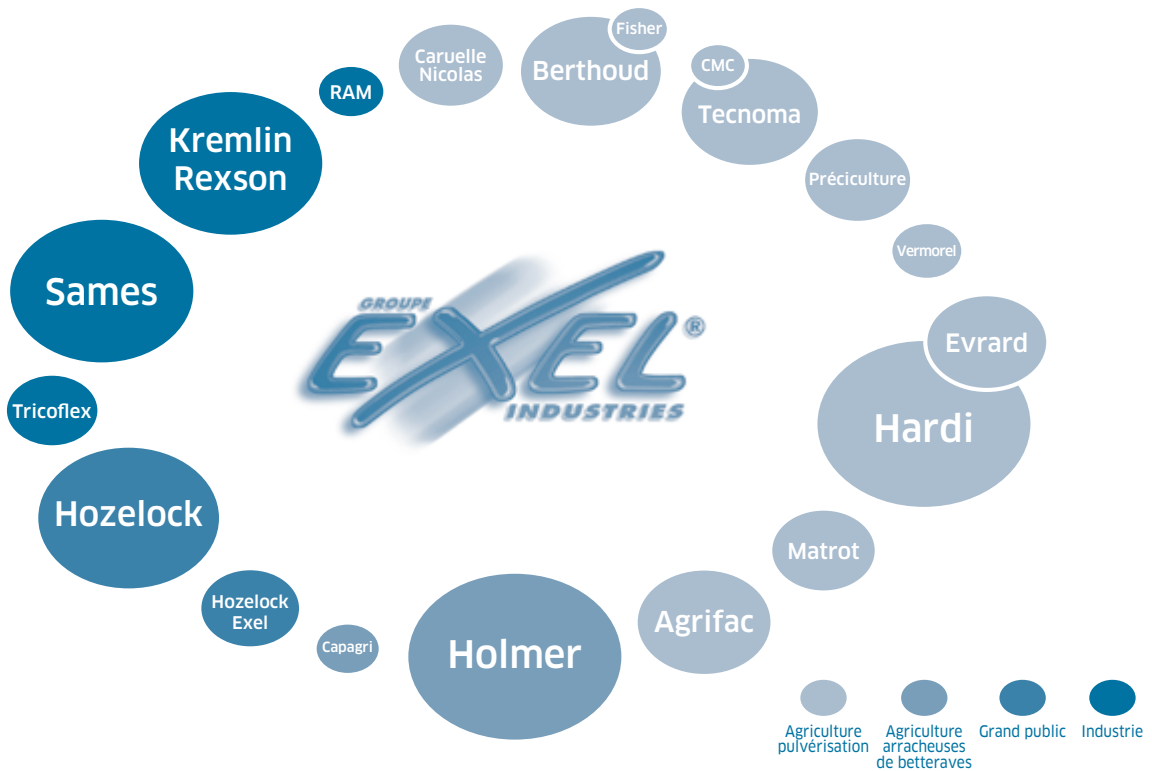 Fisher
Caruelle
Nicolas
Berthoud
CMC
RAM
Tecnoma
Kremlin
Rexson
Préciculture
Vermorel
Sames
GROUPE
EXEL®
INDUSTRIES
Evrard
Tricoflex
Hardi
Hozelock
Matrot
Hozelock
Exel
Agrifac
Capagri
Holmer
Agriculture
pulvérisation
Agriculture
arracheuses
de betteraves
Grand public
Industrie